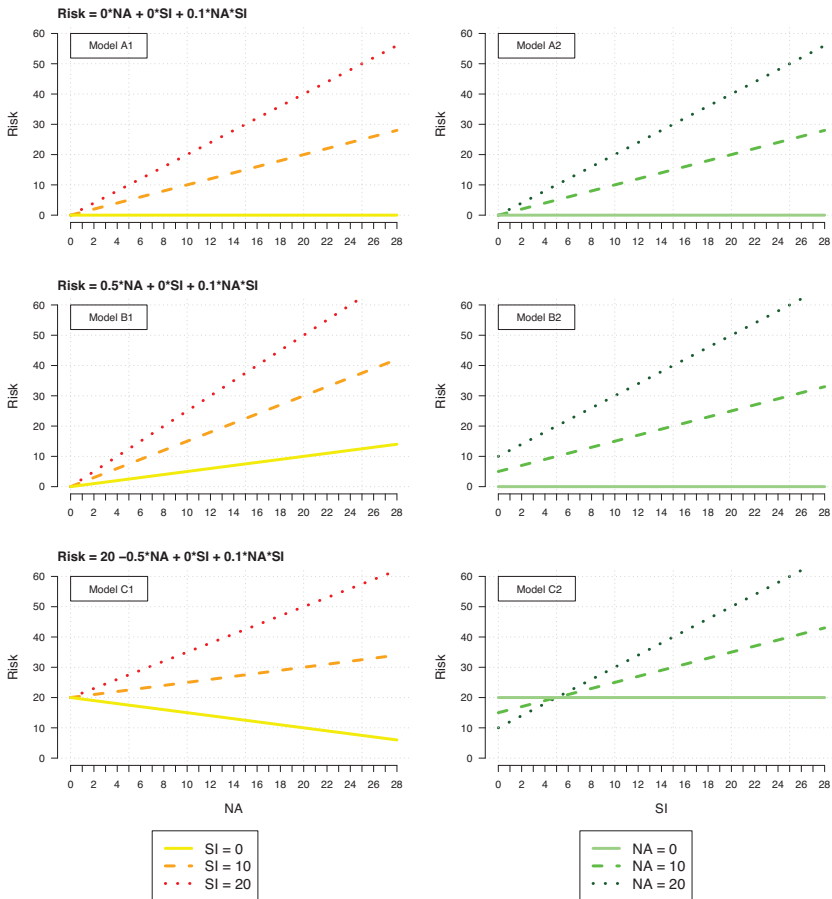 Risk = 0*NA + 0*SI + 0.1*NA*SI
Model A1
Risk
60
50
40
30
20
10
0
0 2 4 6 8 10 12 14 16 18 20 22 24 26 28
Model A2
Risk
60
50
40
30
20
10
0
0 2 4 6 8 10 12 14 16 18 20 22 24 26 28
Risk = 0.5*NA + 0*SI + 0.1*NA*SI
Model B1
Risk
60
50
40
30
20
10
0
0 2 4 6 8 10 12 14 16 18 20 22 24 26 28
Model B2
Risk
60
50
40
30
20
10
0
0 2 4 6 8 10 12 14 16 18 20 22 24 26 28
Risk = 20 −0.5*NA + 0*SI + 0.1*NA*SI
Model C1
Risk
60
50
40
30
20
10
0
0 2 4 6 8 10 12 14 16 18 20 22 24 26 28
NA
Model C2
Risk
60
50
40
30
20
10
0
0 2 4 6 8 10 12 14 16 18 20 22 24 26 28
SI
SI = 0
SI = 10
SI = 20
NA = 0
NA = 10
NA = 20